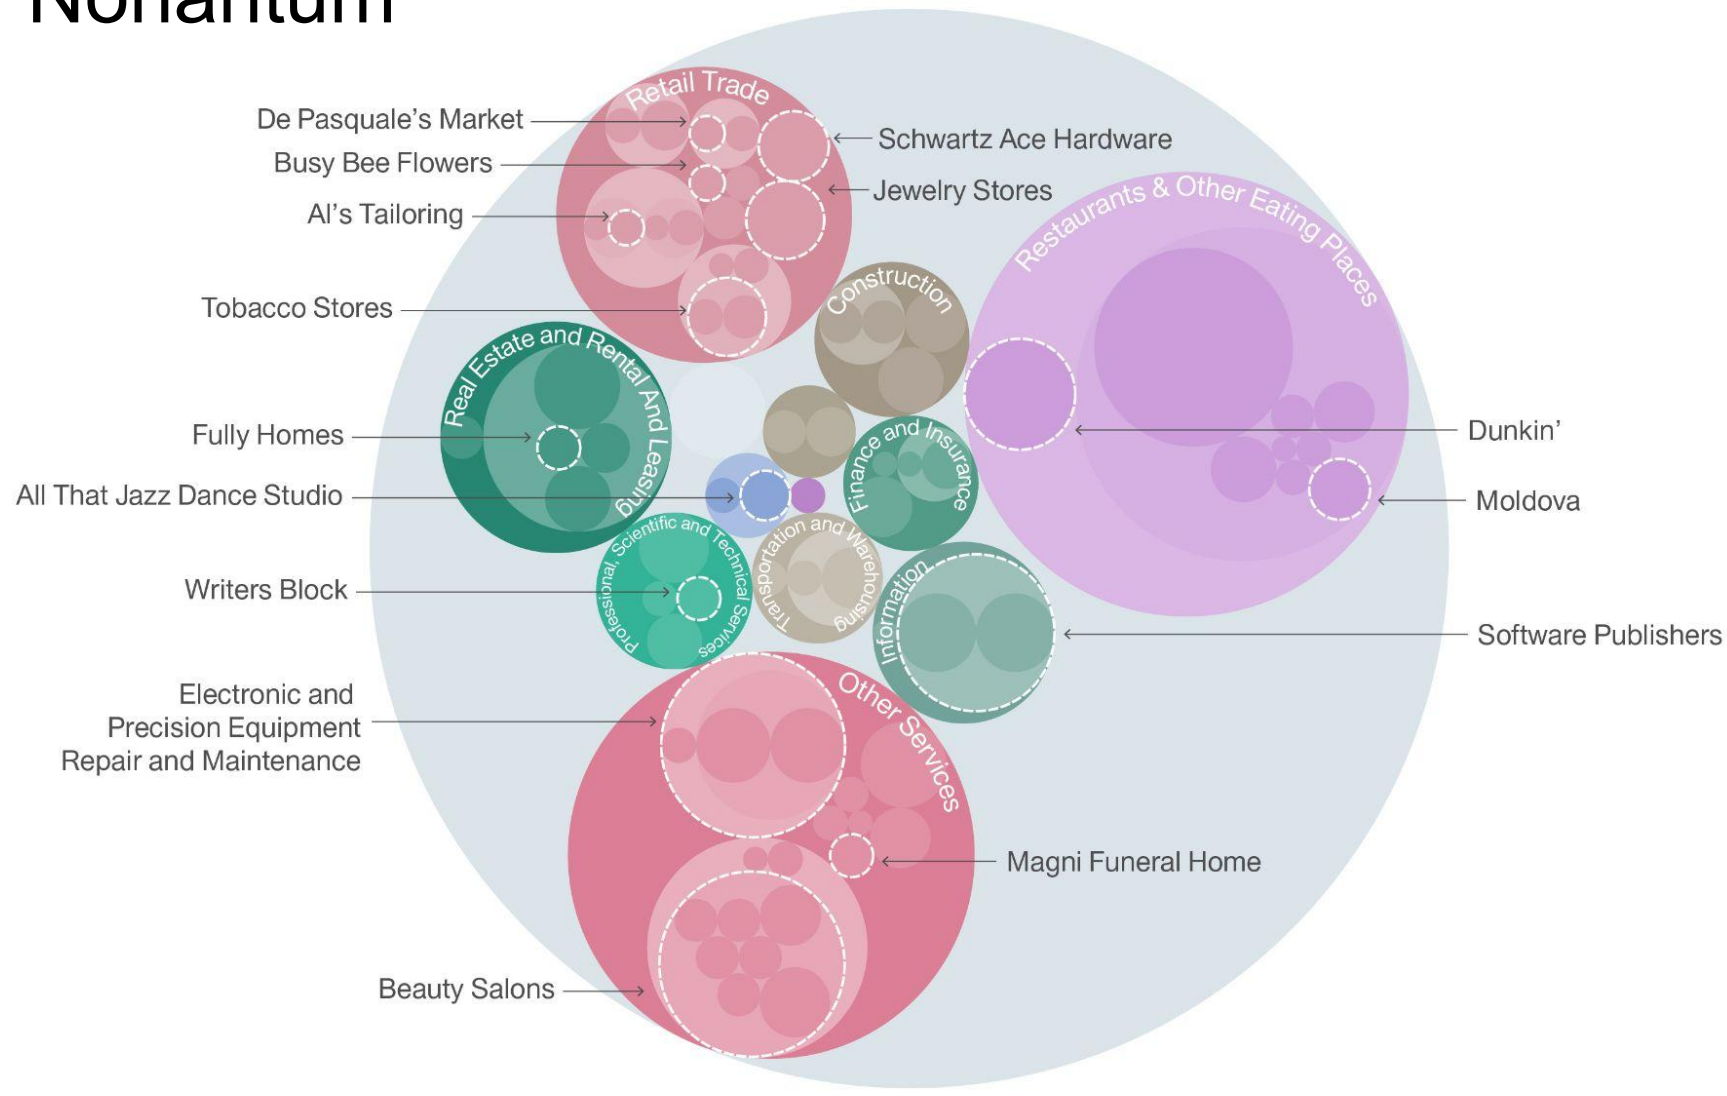 Nonantum
Retail Trade
De Pasquale's Market
Schwartz Ace Hardware
Busy Bee Flowers
Jewelry Stores
Al's Tailoring
Restaurants & Other Eating Places
Construction
Tobacco Stores
Real Estate and Rental And Leasing
Fully Homes
Dunkin'
Finance and Insurance
All That Jazz Dance Studio
Moldova
Professional, Scientific and Technical Services
Transportation and Warehousing
Writers Block
Information
Software Publishers
Electronic and
Precision Equipment
Repair and Maintenance
Other Services
Magni Funeral Home
Beauty Salons